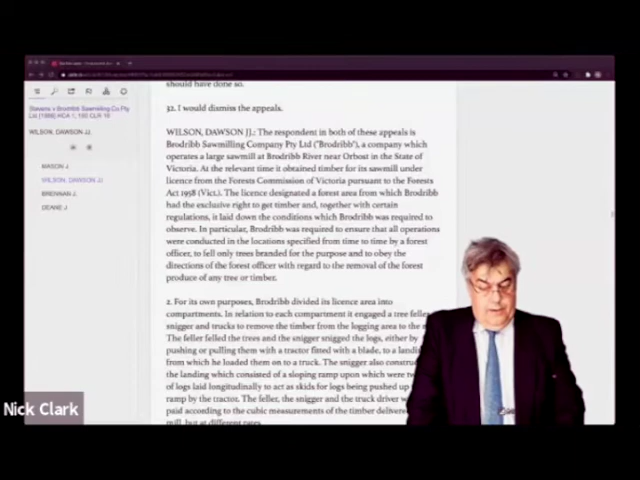 should have done so.
32. I would dismiss the appeals.
Stevens v Brodribb Sawmilling Co Pty
Ltd [1986] HCA 1, 160 CLR 16
WILSON, DAWSON JJ.
MASON J.
WILSON, DAWSON JJ.
BRENNAN J.
DEANE J.
WILSON, DAWSON JJ.: The respondent in both of these appeals is
Brodribb Sawmilling Company Pty Ltd ("Brodribb"), a company which
operates a large sawmill at Brodribb River near Orbost in the State of
Victoria. At the relevant time it obtained timber for its sawmill under
licence from the Forests Commission of Victoria pursuant to the Forests
Act 1958 (Vict.). The licence designated a forest area from which Brodribb
had the exclusive right to get timber and, together with certain
regulations, it laid down the conditions which Brodribb was required to
observe. In particular, Brodribb was required to ensure that all operations
were conducted in the locations specified from time to time by a forest
officer, to fell only trees branded for the purpose and to obey the
directions of the forest officer with regard to the removal of the forest
produce of any tree or timber.
2. For its own purposes, Brodribb divided its licence area into
compartments. In relation to each compartment it engaged a tree feller,
snigger and trucks to remove the timber from the logging area to the
The feller felled the trees and the snigger snigged the logs, either by
pushing or pulling them with a tractor fitted with a blade, to a
from which he loaded them on to a truck. The snigger also
the landing which consisted of a sloping ramp upon which were
of logs laid longitudinally to act as skids for logs being pushed up
ramp by the tractor. The feller, the snigger and the truck driver
paid according to the cubic measurements of the timber
mill, but at different rates.
Nick Clark